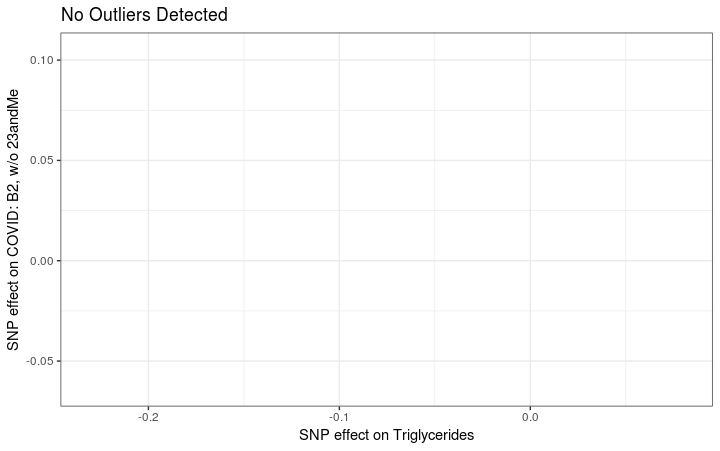 No Outliers Detected
SNP effect on COVID: B2, w/o 23andMe
0.10
0.05
0.00
-0.05
-0.2
-0.1
0.0
SNP effect on Triglycerides